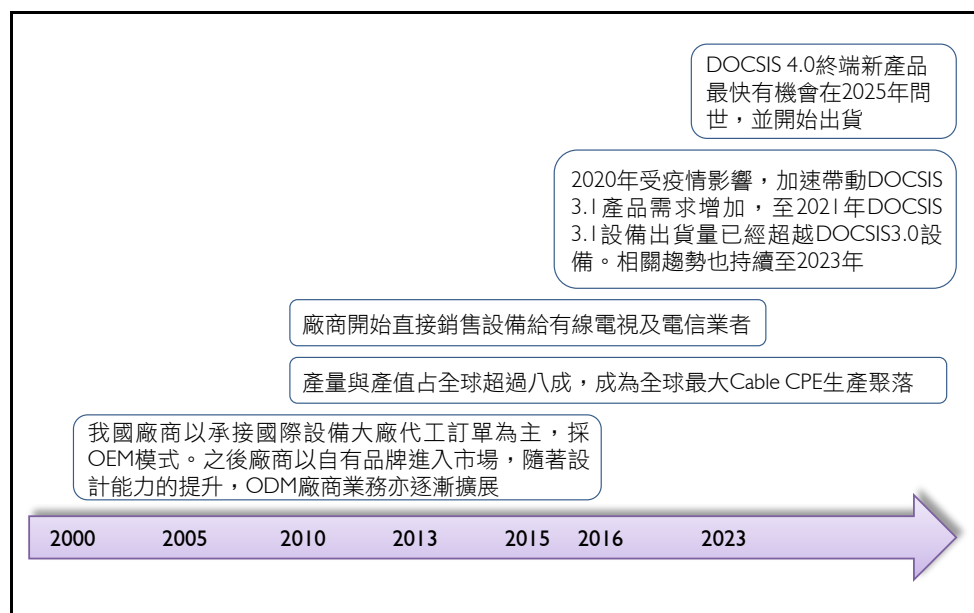 DOCSIS 4.0終端新產品
最快有機會在2025年問
世，並開始出貨
2020年受疫情影響，加速帶動DOCSIS
3.1產品需求增加，至2021年DOCSIS
3.1設備出貨量已經超越DOCSIS3.0設
備。相關趨勢也持續至2023年
廠商開始直接銷售設備給有線電視及電信業者
產量與產值占全球超過八成，成為全球最大Cable CPE生產聚落
我國廠商以承接國際設備大廠代工訂單為主，採
OEM模式。之後廠商以自有品牌進入市場，隨著設
計能力的提升，ODM廠商業務亦逐漸擴展
2000 2005 2010 2013 2015 2016 2023